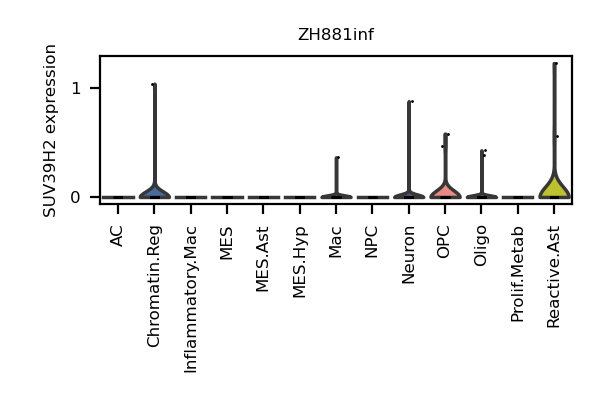 ZH881inf
SUV39H2 expression
1
0
AC
Chromatin.Reg
Inflammatory.Mac
MES
MES.Ast
MES.Hyp
Mac
NPC
Neuron
OPC
Oligo
Prolif.Metab
Reactive.Ast